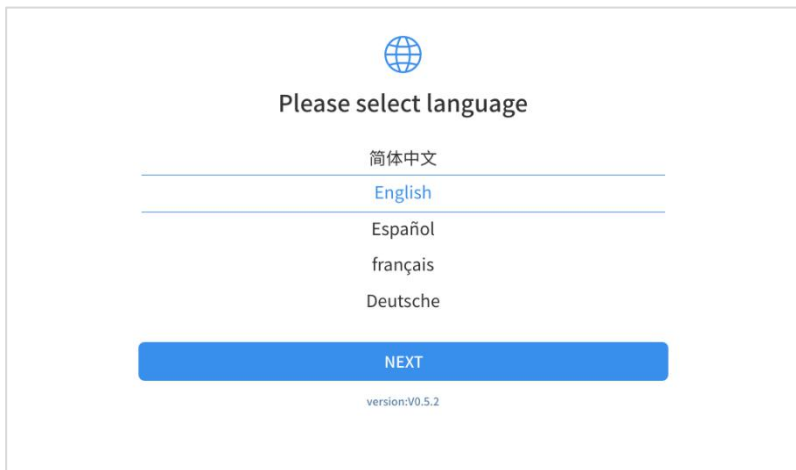 Please select language
简体中文
English
Español
français
Deutsche
NEXT
version:V0.5.2